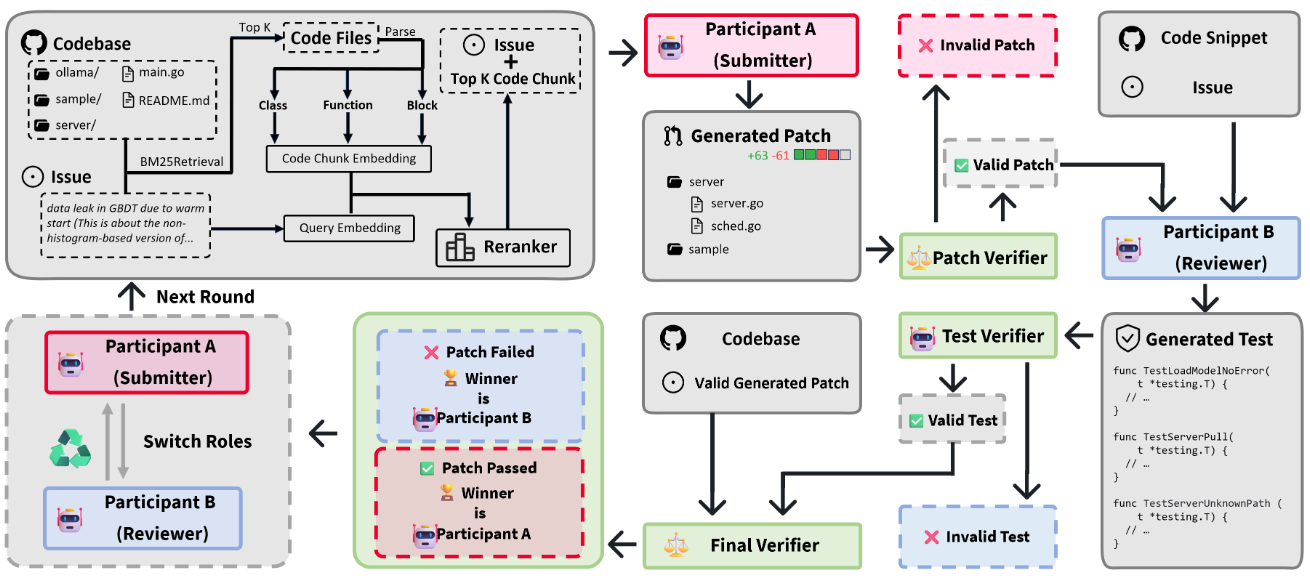 Codebase
ollama/
main.go
sample/
README.md
server/
BM25Retrieval
Issue
data leak in GBDT due to warm
start (This is about the non-
histogram-based version of...
Top K
Code Files
Parse
Class
Function
Block
Code Chunk Embedding
Query Embedding
Reranker
Issue
+
Top K Code Chunk
Participant A
(Submitter)
Generated Patch
+63 -61
server
server.go
sched.go
sample
Invalid Patch
Valid Patch
Patch Verifier
Code Snippet
Issue
Participant B
(Reviewer)
Generated Test
func TestLoadModelNoError(
t *testing.T) {
// …
}
func TestServerPull(
t *testing.T) {
// …
}
func TestServerUnknownPath (
t *testing.T) {
// …
}
Test Verifier
Valid Test
Invalid Test
Codebase
Valid Generated Patch
Final Verifier
Patch Failed
Winner
is
Participant B
Patch Passed
Winner
is
Participant A
Next Round
Participant A
(Submitter)
Switch Roles
Participant B
(Reviewer)